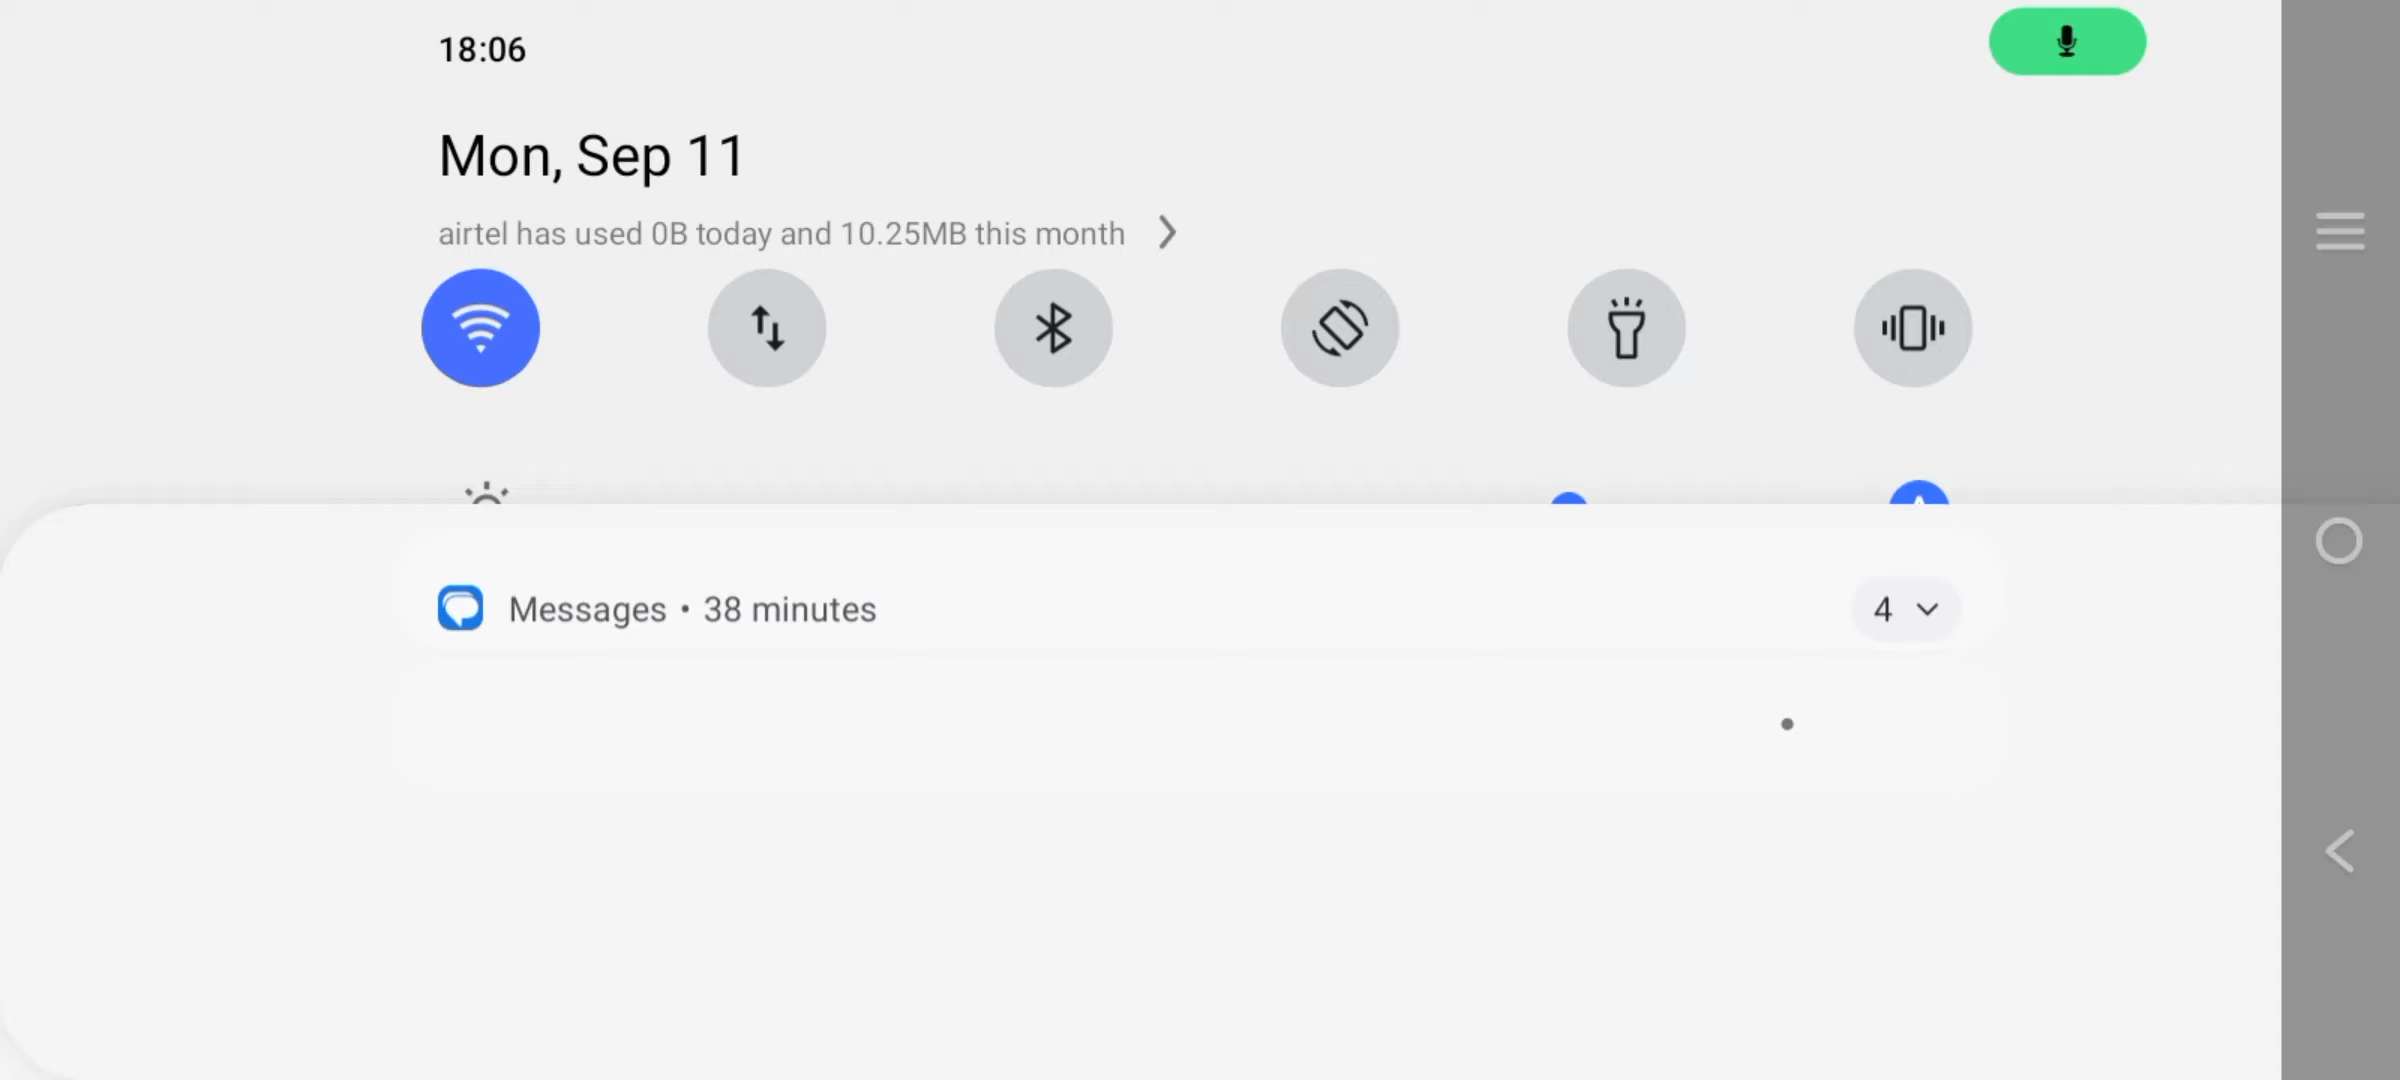 18:06
Mon, Sep 11
airtel has used 0B today and 10.25MB this month
Messages • 38 minutes
4